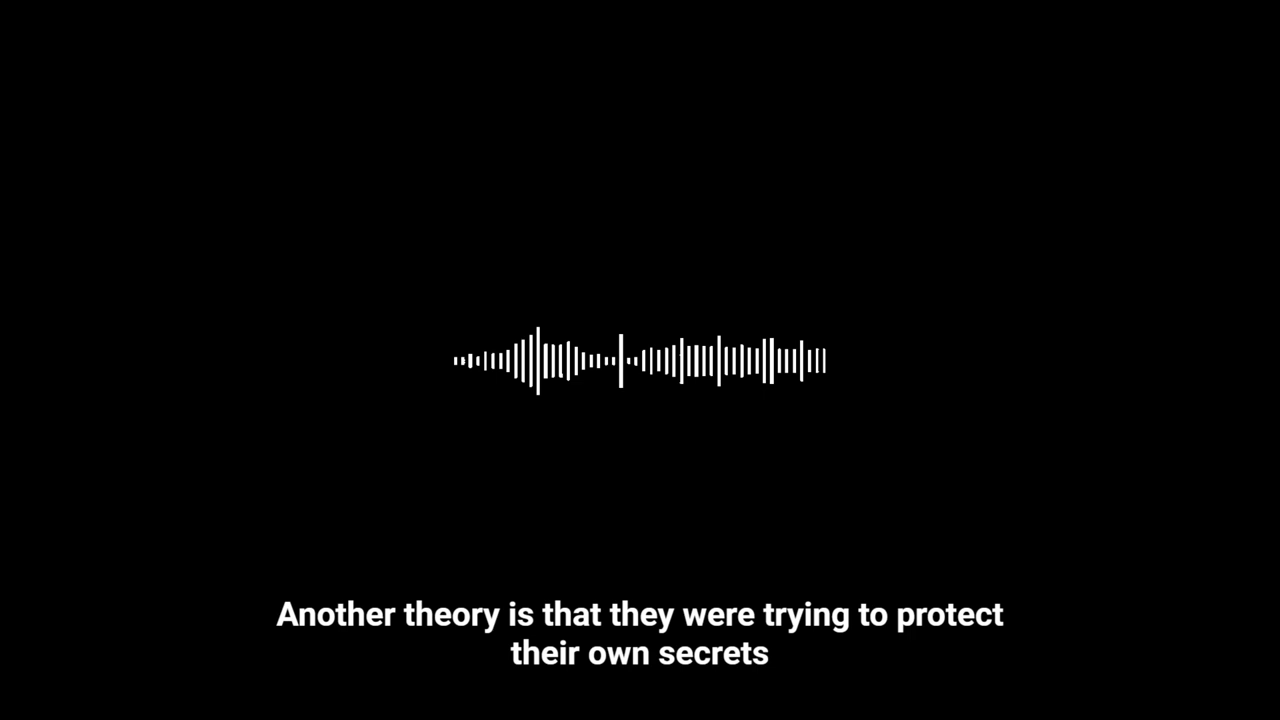 Another theory is that they were trying to protect
their own secrets